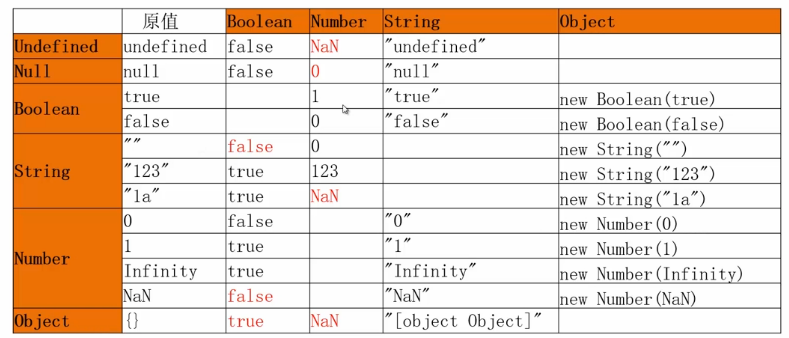 原值 Boolean Number String Object
Undefined undefined false NaN "undefined"
Null null false 0 "null"
Boolean true 1 "true" new Boolean(true)
false 0 "false" new Boolean(false)
String "" false 0 new String("")
"123" true 123 new String("123")
"1a" true NaN new String("1a")
Number 0 false "0" new Number(0)
1 true "1" new Number(1)
Infinity true "Infinity" new Number(Infinity)
NaN false "NaN" new Number(NaN)
Object {} true NaN "[object Object]"